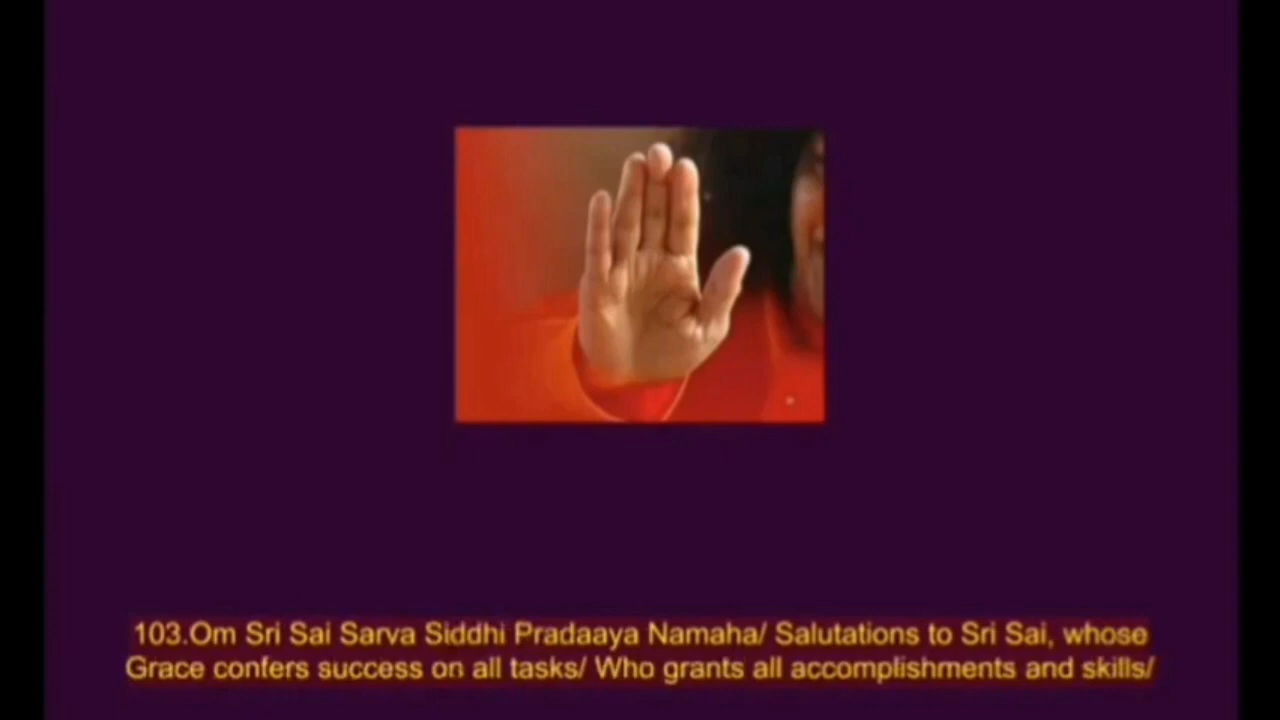 103.Om Sri Sai Sarva Siddhi Pradaaya Namaha/ Salutations to Sri Sai, whose
Grace confers success on all tasks/ Who grants all accomplishments and skills/